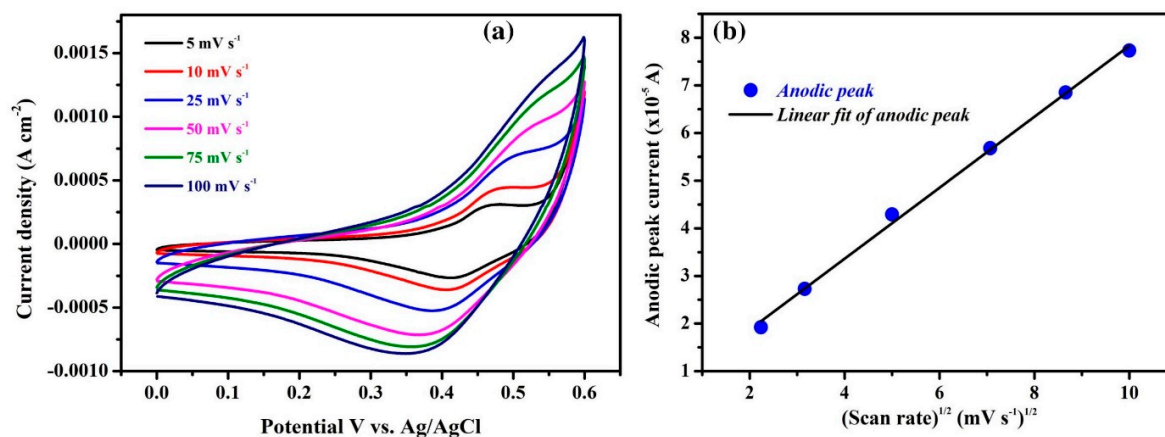 (a)
5 mV s⁻¹
10 mV s⁻¹
25 mV s⁻¹
50 mV s⁻¹
75 mV s⁻¹
100 mV s⁻¹
0.0015
0.0010
0.0005
0.0000
-0.0005
-0.0010
Current density (A cm⁻²)
0.0 0.1 0.2 0.3 0.4 0.5 0.6
Potential V vs. Ag/AgCl
(b)
Anodic peak
Linear fit of anodic peak
8
7
6
5
4
3
2
1
Anodic peak current (x10⁻⁵ A)
2 4 6 8 10
(Scan rate)¹/² (mV s⁻¹)¹/²